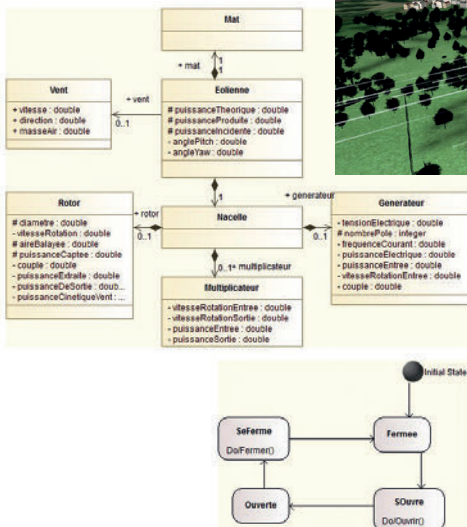 Mat
+ mat
1
1
Vent
+ vitesse : double
+ direction : double
+ masseAir : double
+ vent
0..1
Eolienne
# puissanceTheorique : double
# puissanceProduite : double
# puissanceIncidente : double
- anglePitch : double
- angleYaw : double
1
+ generateur
Rotor
# diametre : double
- vitesseRotation : double
# aireBalayee : double
# puissanceCaptee : double
- couple : double
- puissanceExtraite : double
- puissanceDeSortie : doub...
- puissanceCinetiqueVent : ...
+ rotor
0..1
Nacelle
0..1
Generateur
- tensionElectrique : double
# nombrePole : integer
- frequenceCourant : double
- puissanceElectrique : double
- puissanceEntree : double
- vitesseRotationEntree : double
- couple : double
0..1 + multiplicateur
Multiplicateur
- vitesseRotationEntree : double
- vitesseRotationSortie : double
- puissanceEntree : double
- puissanceSortie : double
Initial State
SeFerme
Do/Fermer()
Fermee
Ouverte
SOuvre
Do/Ouvrir()